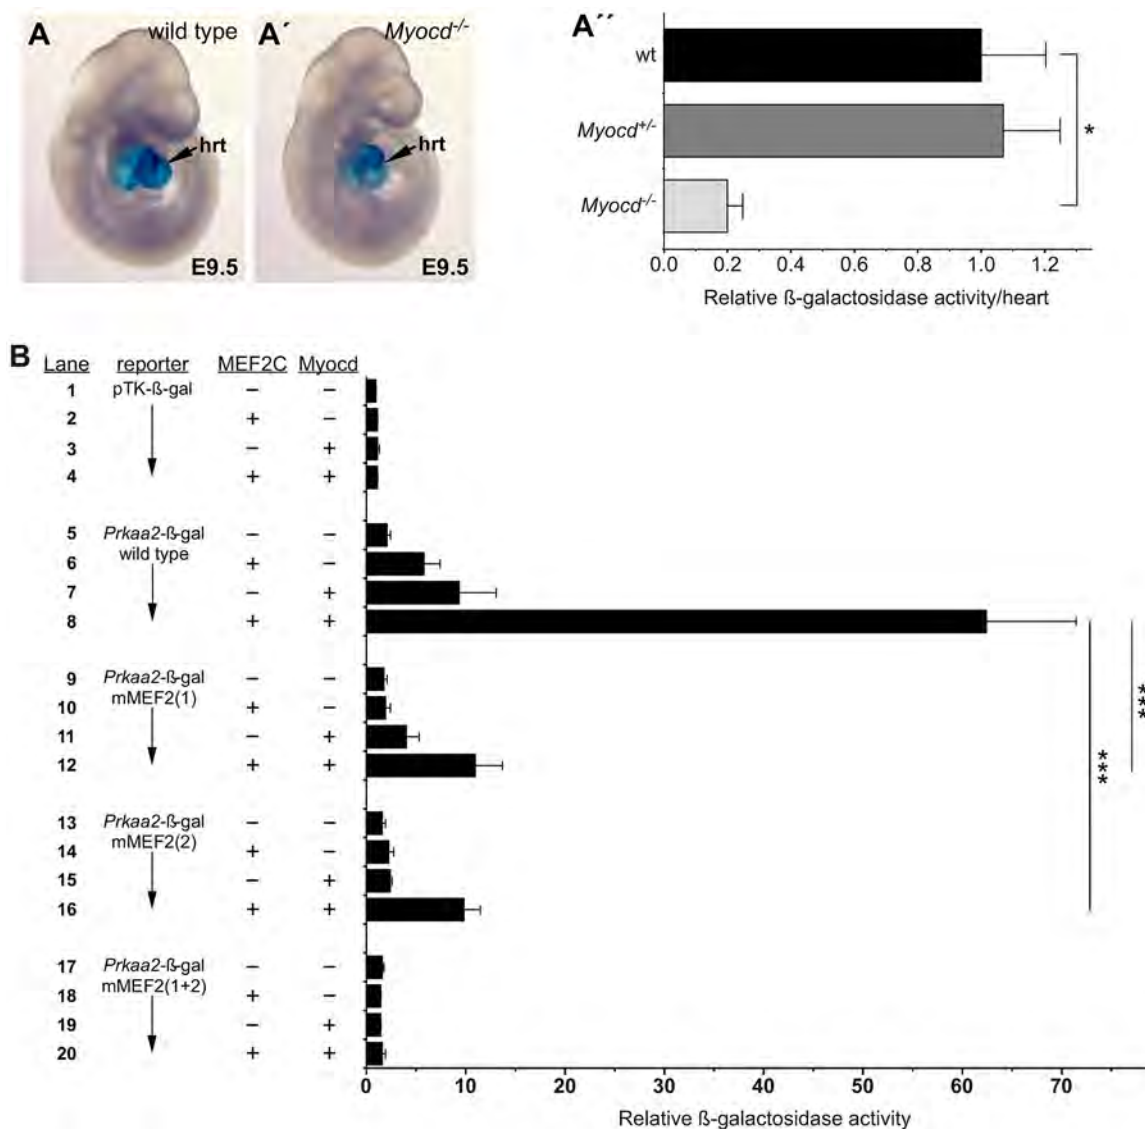 A wild type
hrt
E9.5
A´ Myocd-/-
hrt
E9.5
A´´
wt
Myocd+/-
Myocd-/-
*
0.0 0.2 0.4 0.6 0.8 1.0 1.2
Relative ß-galactosidase activity/heart
B Lane reporter MEF2C Myocd
1 pTK-ß-gal − −
2 + −
3 − +
4 + +
5 Prkaa2-ß-gal − −
wild type
6 + −
7 − +
8 + +
9 Prkaa2-ß-gal − −
mMEF2(1)
10 + −
11 − +
12 + +
13 Prkaa2-ß-gal − −
mMEF2(2)
14 + −
15 − +
16 + +
17 Prkaa2-ß-gal − −
mMEF2(1+2)
18 + −
19 − +
20 + +
***
***
0 10 20 30 40 50 60 70
Relative ß-galactosidase activity